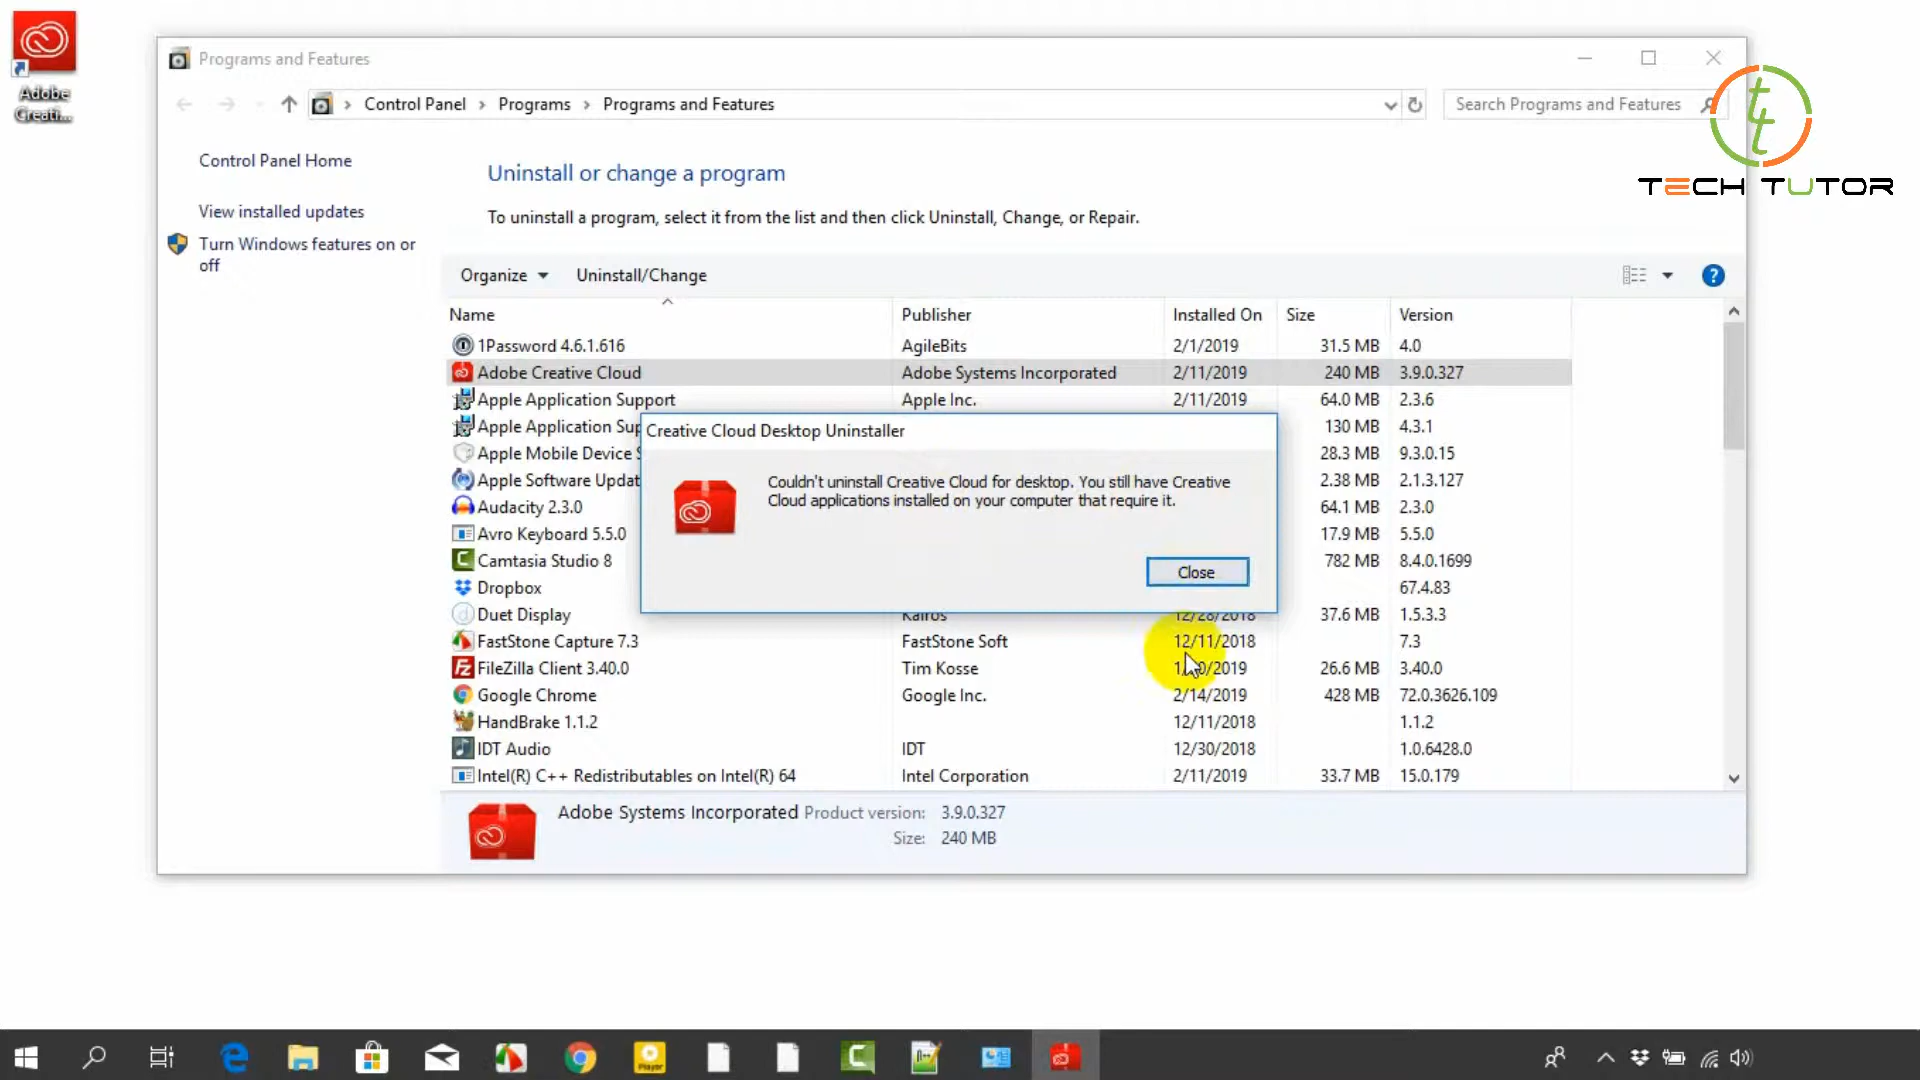 Adobe
Creati...
Programs and Features
Control Panel > Programs > Programs and Features
Search Programs and Features
TECH TUTOR
Control Panel Home
View installed updates
Turn Windows features on or
off
Uninstall or change a program
To uninstall a program, select it from the list and then click Uninstall, Change, or Repair.
Organize Uninstall/Change
Name Publisher Installed On Size Version
1Password 4.6.1.616 AgileBits 2/1/2019 31.5 MB 4.0
Adobe Creative Cloud Adobe Systems Incorporated 2/11/2019 240 MB 3.9.0.327
Apple Application Support Apple Inc. 2/11/2019 64.0 MB 2.3.6
Apple Application Sup 130 MB 4.3.1
Apple Mobile Device 28.3 MB 9.3.0.15
Apple Software Updat 2.38 MB 2.1.3.127
Audacity 2.3.0 64.1 MB 2.3.0
Avro Keyboard 5.5.0 17.9 MB 5.5.0
Camtasia Studio 8 782 MB 8.4.0.1699
Dropbox 67.4.83
Duet Display Kairos 12/28/2018 37.6 MB 1.5.3.3
FastStone Capture 7.3 FastStone Soft 12/11/2018 7.3
FileZilla Client 3.40.0 Tim Kosse 26.6 MB 3.40.0
Google Chrome Google Inc. 2/14/2019 428 MB 72.0.3626.109
HandBrake 1.1.2 12/11/2018 1.1.2
IDT Audio IDT 12/30/2018 1.0.6428.0
Intel(R) C++ Redistributables on Intel(R) 64 Intel Corporation 2/11/2019 33.7 MB 15.0.179
Creative Cloud Desktop Uninstaller
Couldn't uninstall Creative Cloud for desktop. You still have Creative
Cloud applications installed on your computer that require it.
Close
Adobe Systems Incorporated Product version: 3.9.0.327
Size: 240 MB